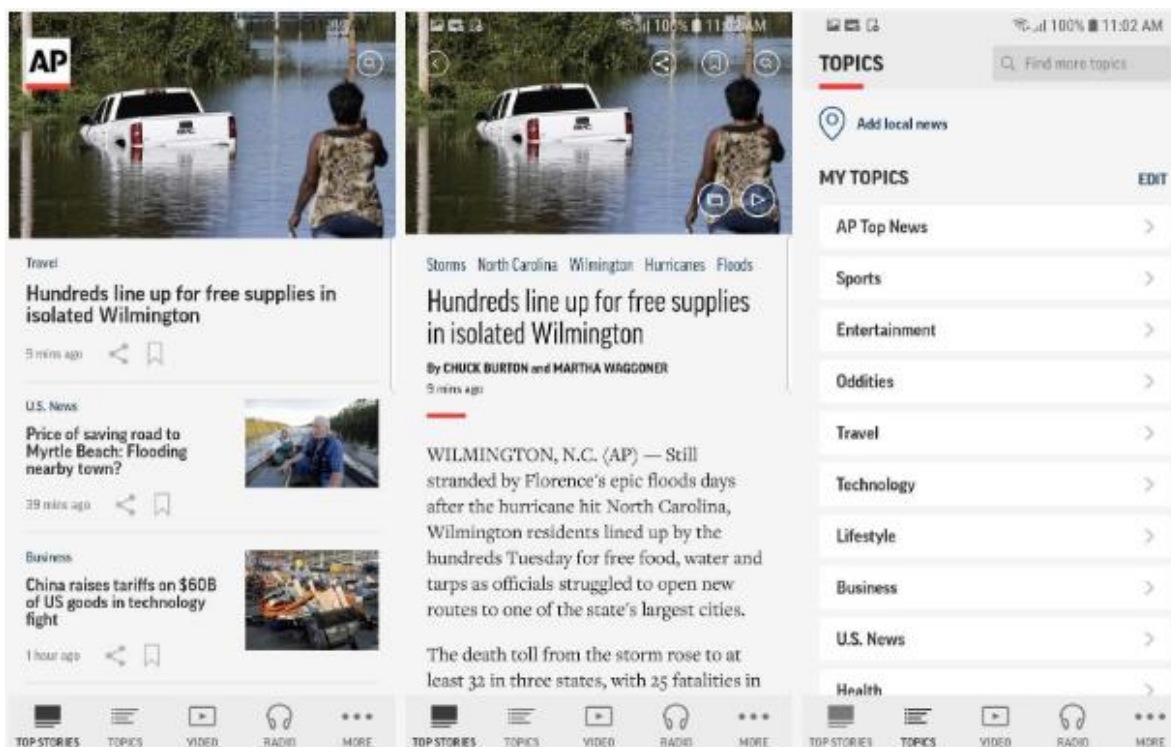 AP
Travel
Hundreds line up for free supplies in
isolated Wilmington
9 mins ago
U.S. News
Price of saving road to
Myrtle Beach: Flooding
nearby town?
39 mins ago
Business
China raises tariffs on $60B
of US goods in technology
fight
1 hour ago
TOP STORIES TOPICS VIDEO RADIO MORE
100% 11: AM
Storms North Carolina Wilmington Hurricanes Floods
Hundreds line up for free supplies
in isolated Wilmington
By CHUCK BURTON and MARTHA WAGGONER
9 mins ago
WILMINGTON, N.C. (AP) — Still
stranded by Florence's epic floods days
after the hurricane hit North Carolina,
Wilmington residents lined up by the
hundreds Tuesday for free food, water and
tarps as officials struggled to open new
routes to one of the state's largest cities.
The death toll from the storm rose to at
least 32 in three states, with 25 fatalities in
TOP STORIES TOPICS VIDEO RADIO MORE
100% 11:02 AM
TOPICS
Find more topics
Add local news
MY TOPICS EDIT
AP Top News
Sports
Entertainment
Oddities
Travel
Technology
Lifestyle
Business
U.S. News
Health
TOP STORIES TOPICS VIDEO RADIO MORE